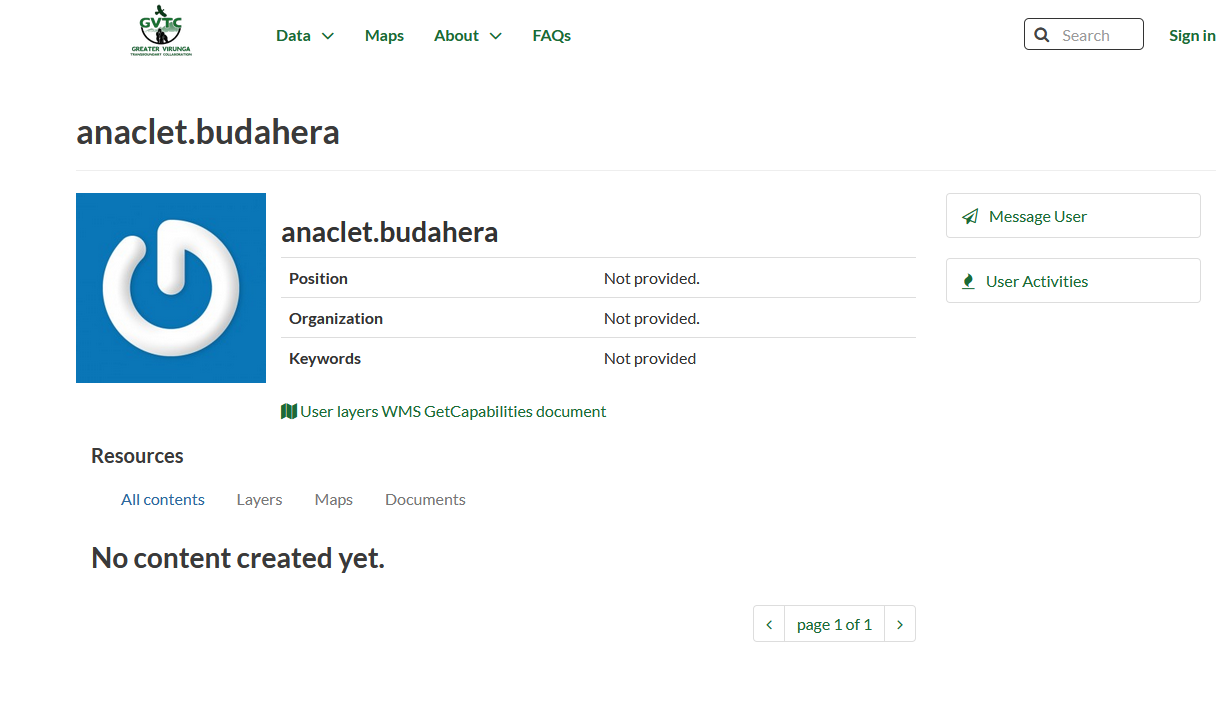 GVTC
GREATER VIRUNGA
TRANSBOUNDARY COLLABORATION
Data
Maps
About
FAQs
Search
Sign in
anaclet.budahera
anaclet.budahera
Position Not provided.
Organization Not provided.
Keywords Not provided
User layers WMS GetCapabilities document
Message User
User Activities
Resources
All contents Layers Maps Documents
No content created yet.
page 1 of 1